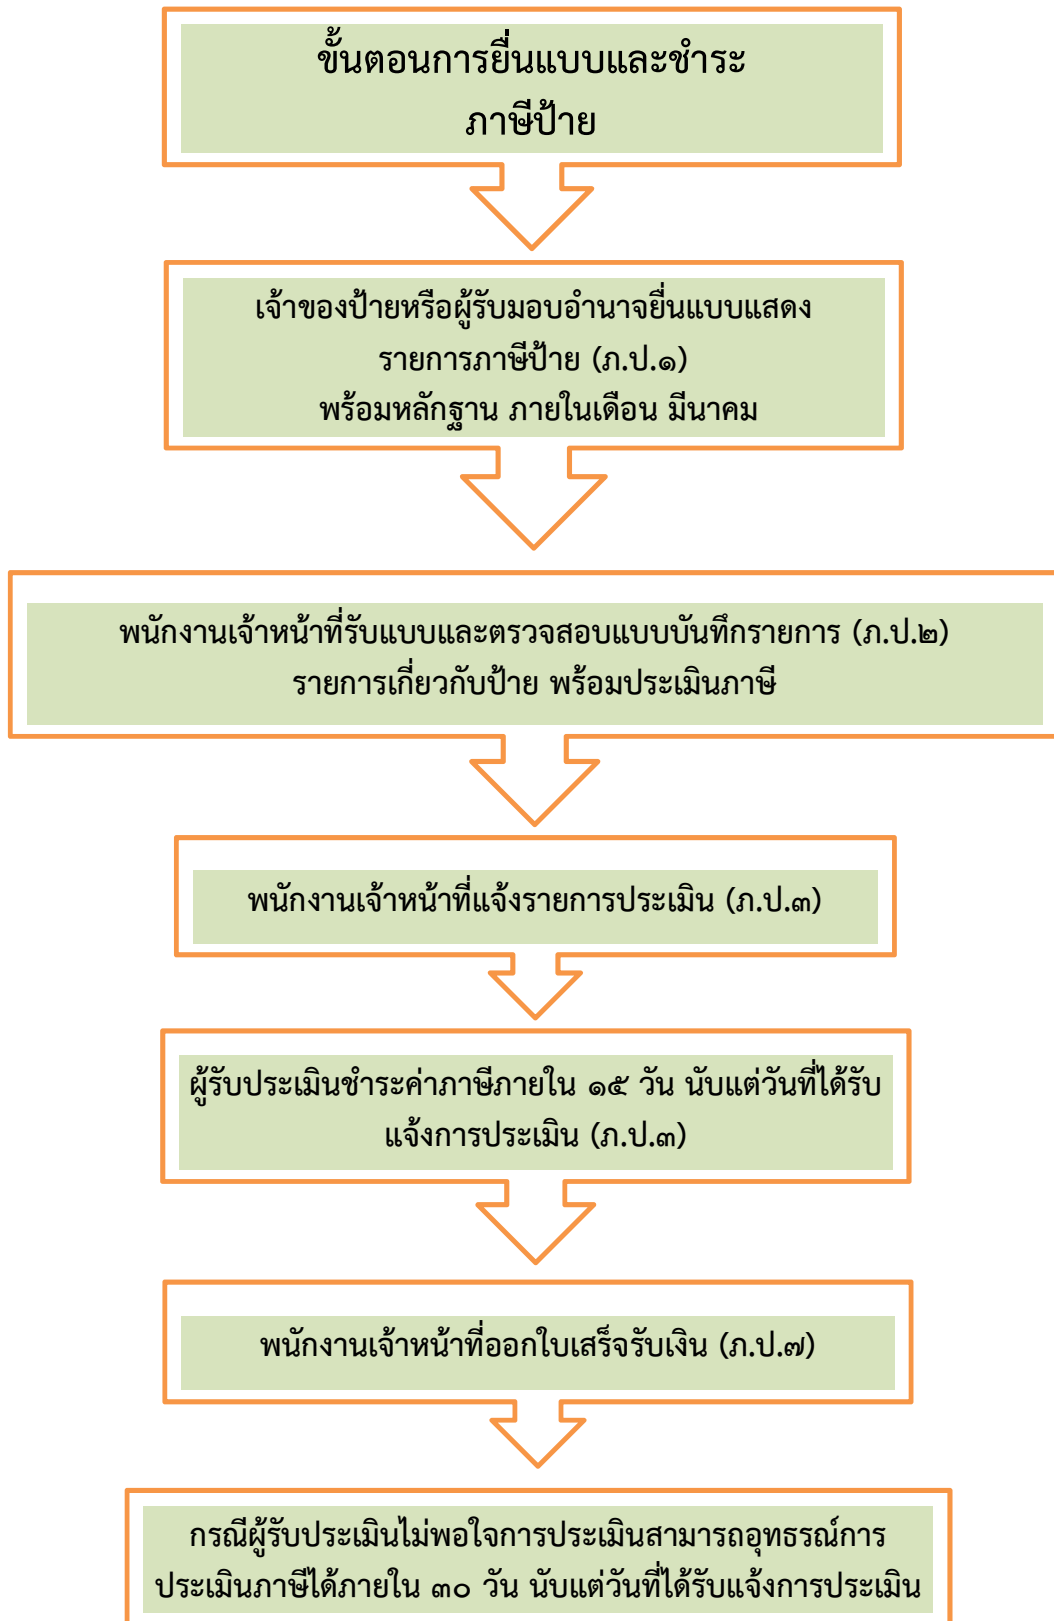 ขั้นตอนการยื่นแบบและชำระ
ภาษีป้าย
เจ้าของป้ายหรือผู้รับมอบอำนาจยื่นแบบแสดง
รายการภาษีป้าย (ภ.ป.๑)
พร้อมหลักฐาน ภายในเดือน มีนาคม
พนักงานเจ้าหน้าที่รับแบบและตรวจสอบแบบบันทึกรายการ (ภ.ป.๒)
รายการเกี่ยวกับป้าย พร้อมประเมินภาษี
พนักงานเจ้าหน้าที่แจ้งรายการประเมิน (ภ.ป.๓)
ผู้รับประเมินชำระค่าภาษีภายใน ๑๕ วัน นับแต่วันที่ได้รับ
แจ้งการประเมิน (ภ.ป.๓)
พนักงานเจ้าหน้าที่ออกใบเสร็จรับเงิน (ภ.ป.๗)
กรณีผู้รับประเมินไม่พอใจการประเมินสามารถอุทธรณ์การ
ประเมินภาษีได้ภายใน ๓๐ วัน นับแต่วันที่ได้รับแจ้งการประเมิน